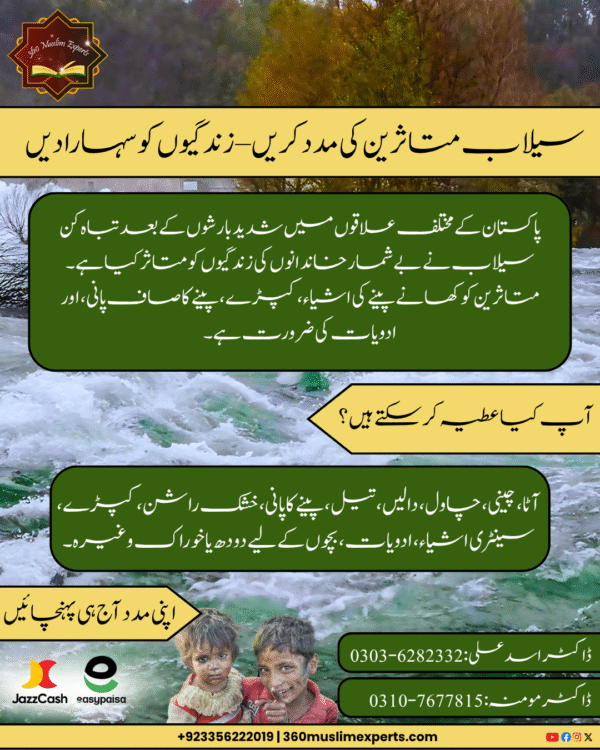 360 Muslim Experts
سیلاب متاثرین کی مدد کریں – زندگیوں کو سہارا دیں
پاکستان کے مختلف علاقوں میں شدید بارشوں کے بعد تباہ کن
سیلاب نے بے شمار خاندانوں کی زندگیوں کو متاثر کیا ہے۔
متاثرین کو کھانے پینے کی اشیاء، کپڑے، پینے کا صاف پانی، اور
ادویات کی ضرورت ہے۔
آپ کیا عطیہ کر سکتے ہیں؟
آٹا، چینی، چاول، دالیں، تیل، پینے کا پانی، خشک راشن، کپڑے،
سینٹری اشیاء، ادویات، بچوں کے لیے دودھ یا خوراک وغیرہ۔
اپنی مدد آج ہی پہنچائیں
JazzCash easypaisa
ڈاکٹر اسد علی: 0303-6282332
ڈاکٹر مومنہ: 0310-7677815
+923356222019 | 360muslimexperts.com